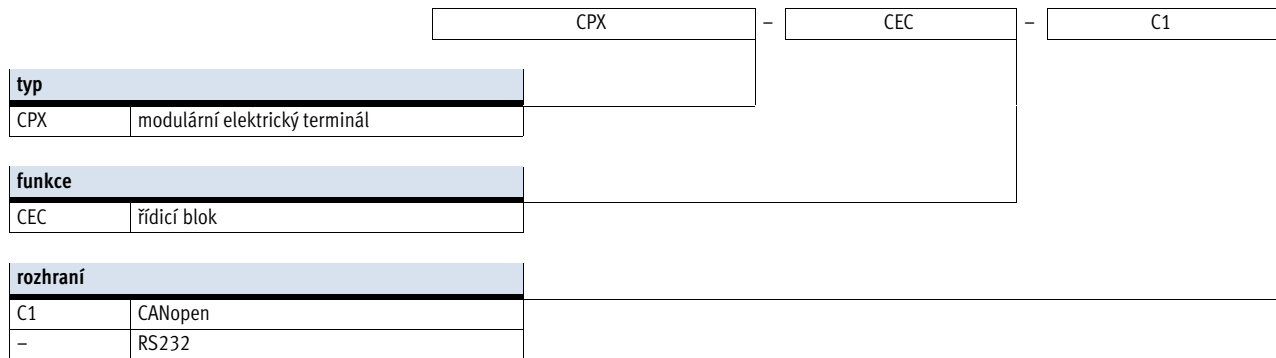 CPX – CEC – C1
typ
CPX modulární elektrický terminál
funkce
CEC řídicí blok
rozhraní
C1 CANopen
– RS232